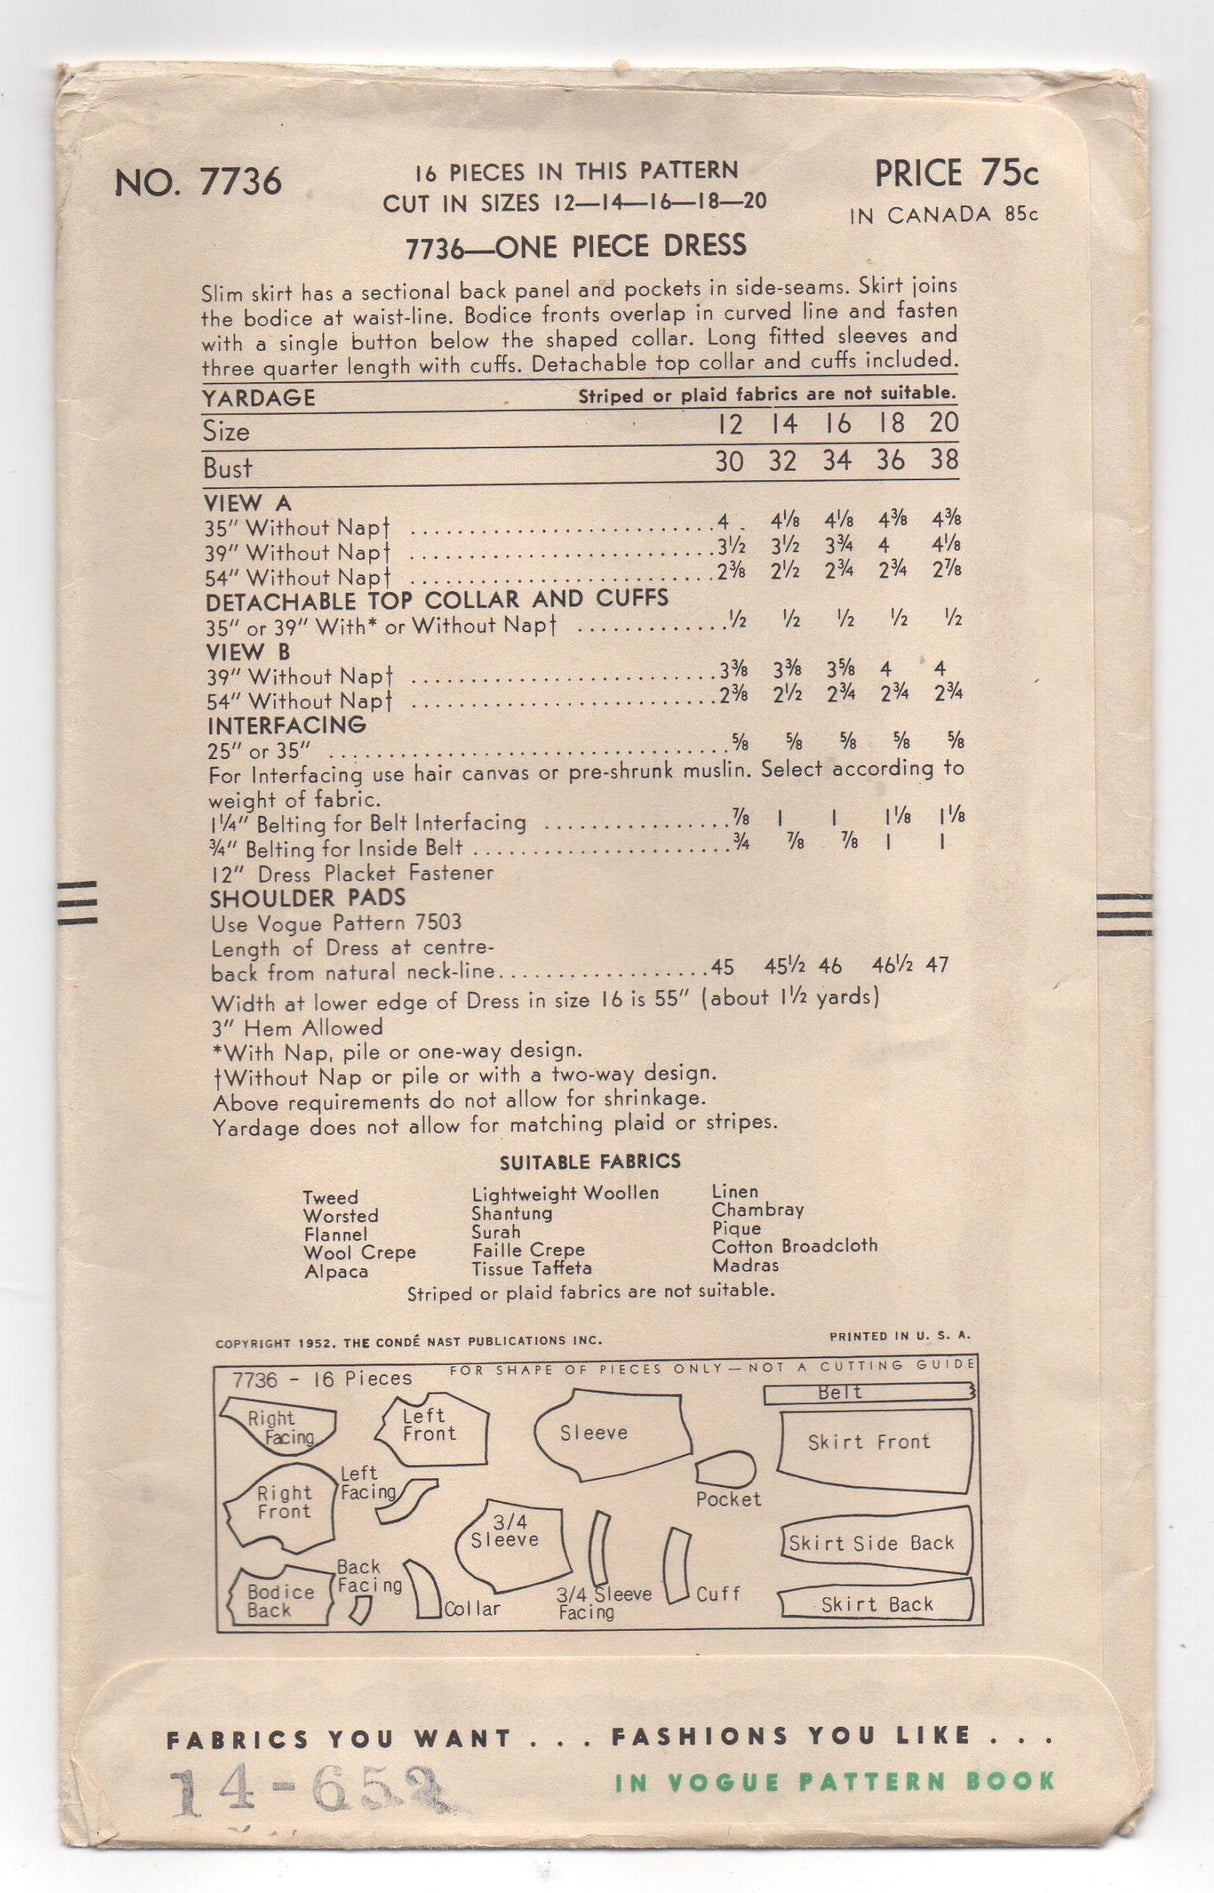 NO. 7736
16 PIECES IN THIS PATTERN
CUT IN SIZES 12—14—16—18—20
PRICE 75c
IN CANADA 85c
7736—ONE PIECE DRESS
Slim skirt has a sectional back panel and pockets in side-seams. Skirt joins
the bodice at waist-line. Bodice fronts overlap in curved line and fasten
with a single button below the shaped collar. Long fitted sleeves and
three quarter length with cuffs. Detachable top collar and cuffs included.
YARDAGE Striped or plaid fabrics are not suitable.
Size 12 14 16 18 20
Bust 30 32 34 36 38
VIEW A
35" Without Nap† ............................4 4⅛ 4⅛ 4⅜ 4⅜
39" Without Nap† ............................3½ 3½ 3¾ 4 4⅛
54" Without Nap† ............................2⅜ 2½ 2¾ 2¾ 2⅞
DETACHABLE TOP COLLAR AND CUFFS
35" or 39" With* or Without Nap† .............½ ½ ½ ½ ½
VIEW B
39" Without Nap† ............................3⅜ 3⅜ 3⅝ 4 4
54" Without Nap† ............................2⅜ 2½ 2¾ 2¾ 2¾
INTERFACING
25" or 35" ....................................⅝ ⅝ ⅝ ⅝ ⅝
For Interfacing use hair canvas or pre-shrunk muslin. Select according to
weight of fabric.
1¼" Belting for Belt Interfacing ................⅞ 1 1 1⅛ 1⅛
¾" Belting for Inside Belt .......................¾ ⅞ ⅞ 1 1
12" Dress Placket Fastener
SHOULDER PADS
Use Vogue Pattern 7503
Length of Dress at centre-
back from natural neck-line...................45 45½ 46 46½ 47
Width at lower edge of Dress in size 16 is 55" (about 1½ yards)
3" Hem Allowed
*With Nap, pile or one-way design.
†Without Nap or pile or with a two-way design.
Above requirements do not allow for shrinkage.
Yardage does not allow for matching plaid or stripes.
SUITABLE FABRICS
Tweed Lightweight Woollen Linen
Worsted Shantung Chambray
Flannel Surah Pique
Wool Crepe Faille Crepe Cotton Broadcloth
Alpaca Tissue Taffeta Madras
Striped or plaid fabrics are not suitable.
COPYRIGHT 1952, THE CONDÉ NAST PUBLICATIONS INC. PRINTED IN U. S. A.
7736 - 16 Pieces FOR SHAPE OF PIECES ONLY—NOT A CUTTING GUIDE
Right
Facing
Left
Front
Sleeve
Belt
Skirt Front
Right
Front
Left
Facing
3/4
Sleeve
Pocket
Skirt Side Back
Bodice
Back
Back
Facing
Collar
3/4 Sleeve
Facing
Cuff
Skirt Back
FABRICS YOU WANT . . . FASHIONS YOU LIKE . . .
IN VOGUE PATTERN BOOK
14-652